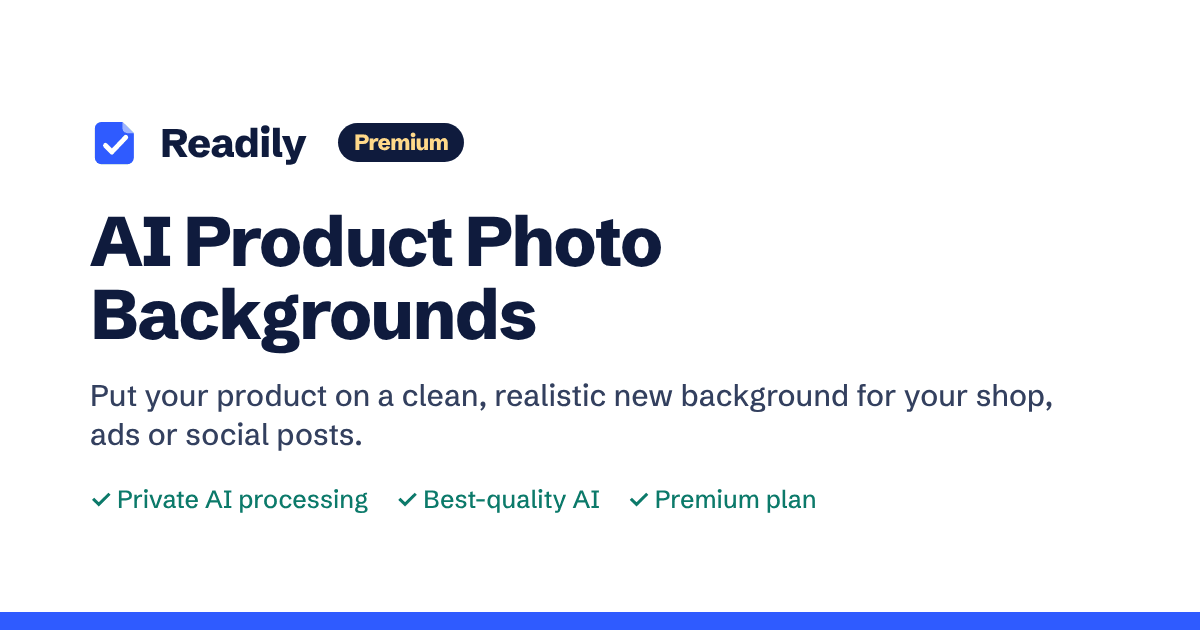 Readily Premium
AI Product Photo
Backgrounds
Put your product on a clean, realistic new background for your shop,
ads or social posts.
✓ Private AI processing ✓ Best-quality AI ✓ Premium plan